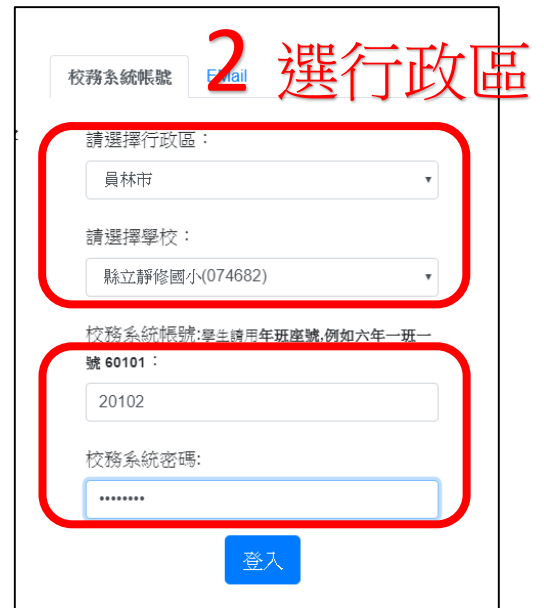 2 選行政區
校務系統帳號 EMail
請選擇行政區：
員林市
請選擇學校：
縣立靜修國小(074682)
校務系統帳號:學生請用年班座號,例如六年一班一
號 60101：
20102
校務系統密碼:
••••••••
登入